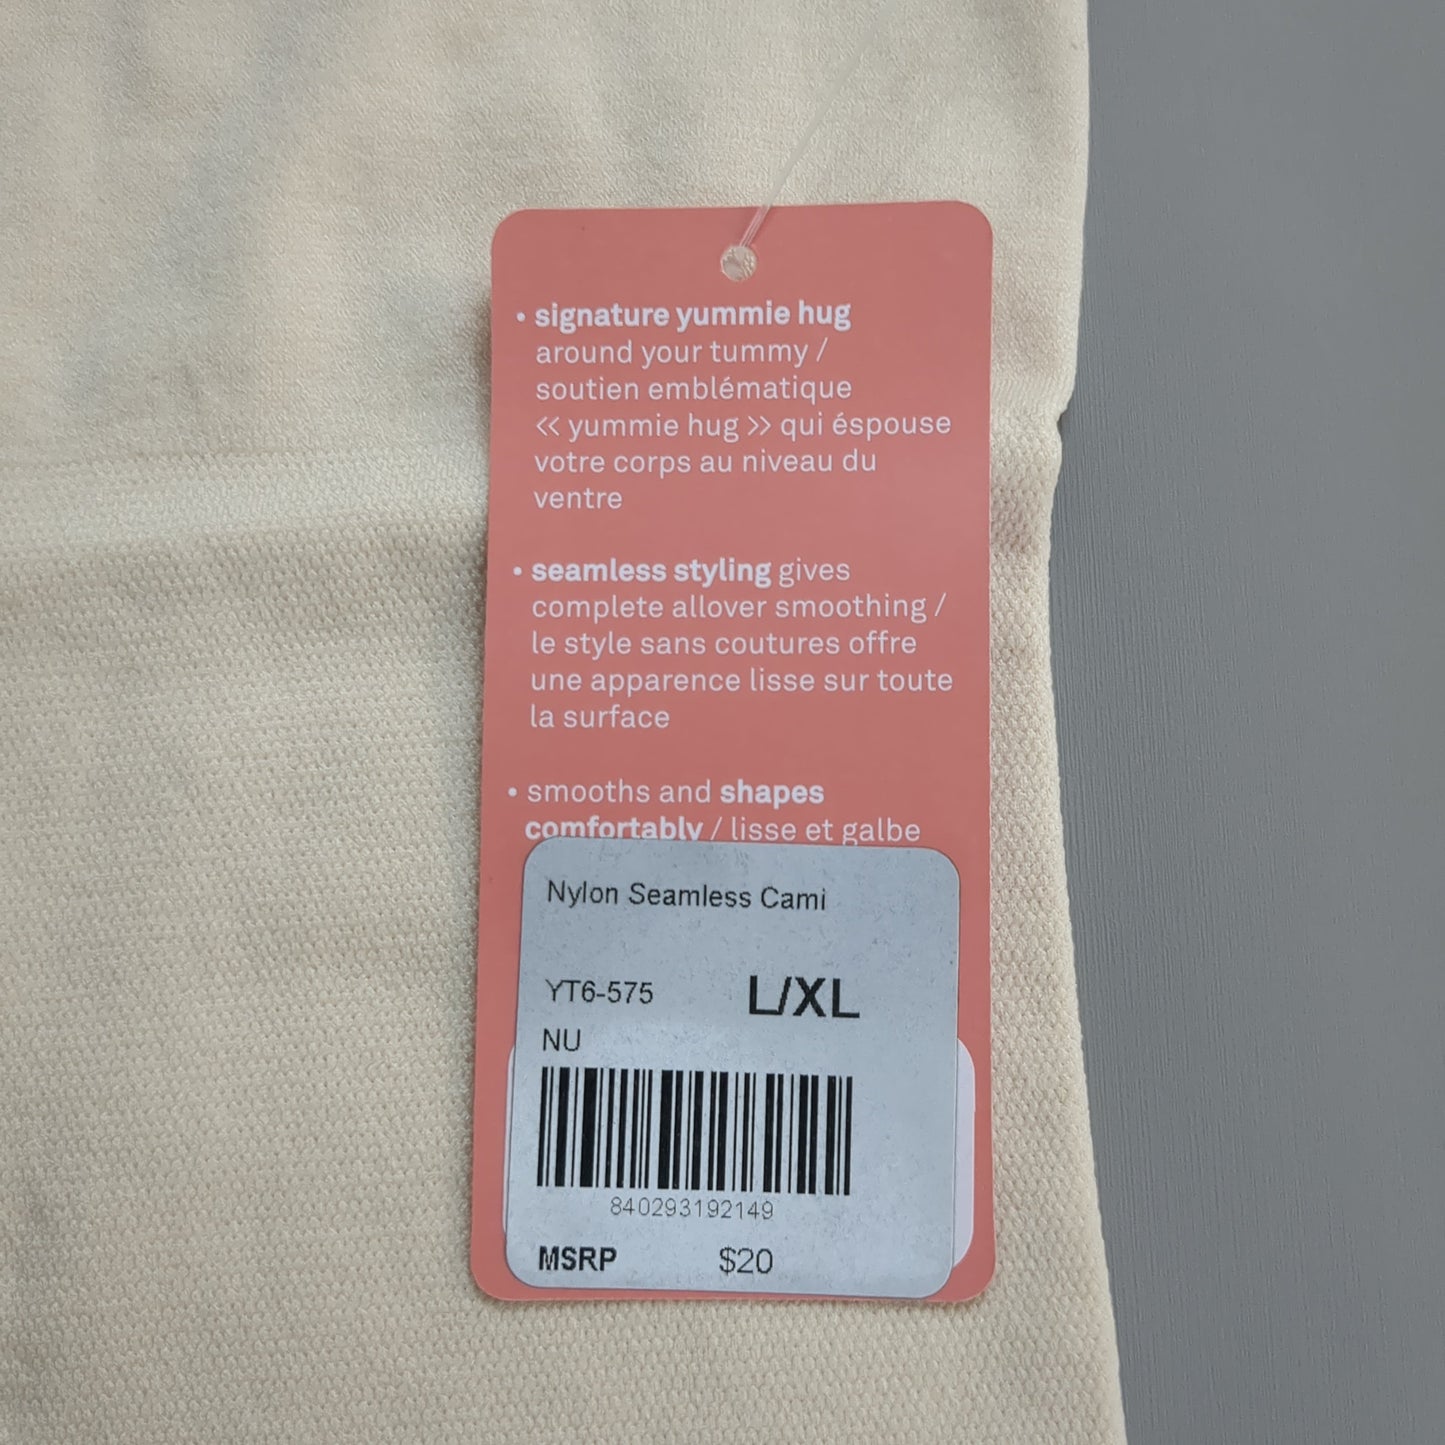 • signature yummie hug
around your tummy /
soutien emblématique
<< yummie hug >> qui éspouse
votre corps au niveau du
ventre
• seamless styling gives
complete allover smoothing /
le style sans coutures offre
une apparence lisse sur toute
la surface
• smooths and shapes
comfortably / lisse et galbe
Nylon Seamless Cami
YT6-575 L/XL
NU
840293192149
MSRP $20